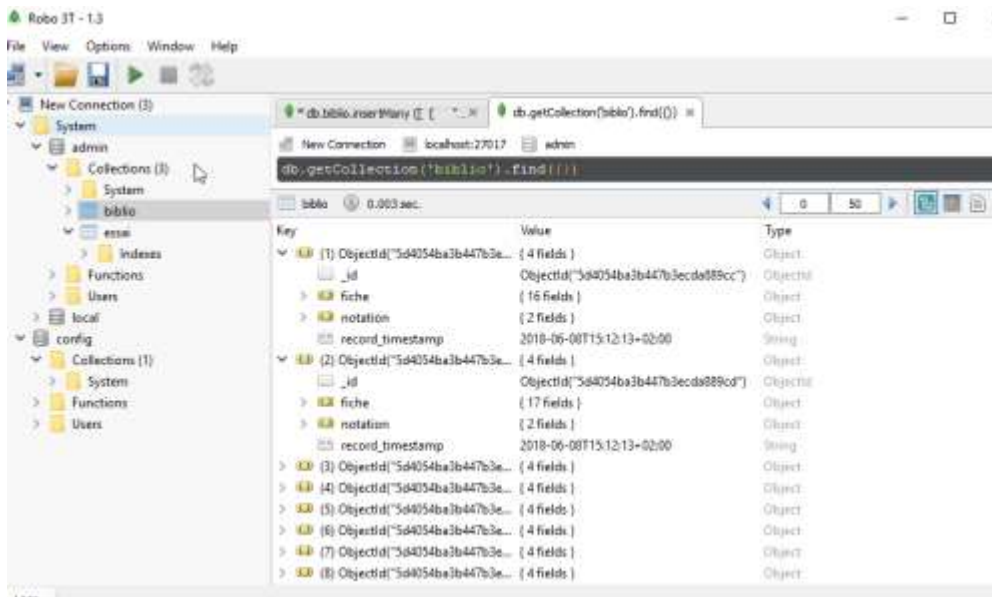 Robo 3T - 1.3
File View Options Window Help
New Connection (3)
System
admin
Collections (3)
System
biblio
essai
Indexes
Functions
Users
local
config
Collections (1)
System
Functions
Users
* db.biblio.insertMany ([ {
db.getCollection('biblio').find({})
New Connection localhost:27017 admin
db.getCollection('biblio').find({})
biblio 0.003 sec. 0 50
Key Value Type
(1) ObjectId("5d4054ba3b447b3e... { 4 fields } Object
_id ObjectId("5d4054ba3b447b3ecda889cc") ObjectId
fiche { 16 fields } Object
notation { 2 fields } Object
record_timestamp 2018-06-08T15:12:13+02:00 String
(2) ObjectId("5d4054ba3b447b3e... { 4 fields } Object
_id ObjectId("5d4054ba3b447b3ecda889cd") ObjectId
fiche { 17 fields } Object
notation { 2 fields } Object
record_timestamp 2018-06-08T15:12:13+02:00 String
(3) ObjectId("5d4054ba3b447b3e... { 4 fields } Object
(4) ObjectId("5d4054ba3b447b3e... { 4 fields } Object
(5) ObjectId("5d4054ba3b447b3e... { 4 fields } Object
(6) ObjectId("5d4054ba3b447b3e... { 4 fields } Object
(7) ObjectId("5d4054ba3b447b3e... { 4 fields } Object
(8) ObjectId("5d4054ba3b447b3e... { 4 fields } Object